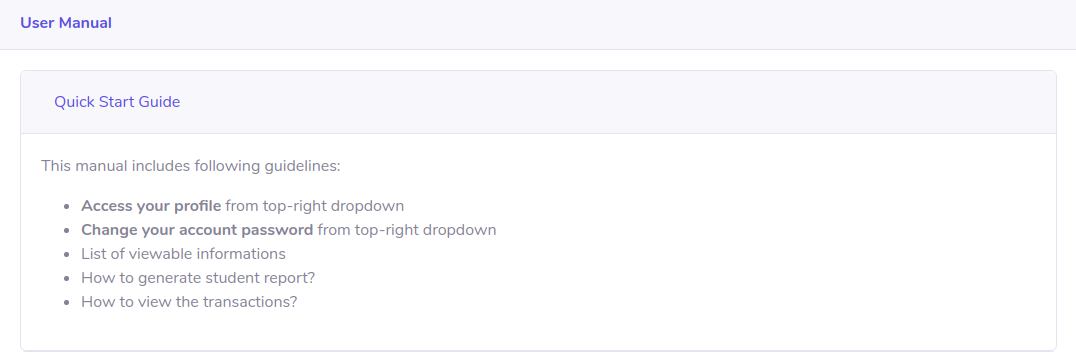 User Manual
Quick Start Guide
This manual includes following guidelines:
Access your profile from top-right dropdown
Change your account password from top-right dropdown
List of viewable informations
How to generate student report?
How to view the transactions?